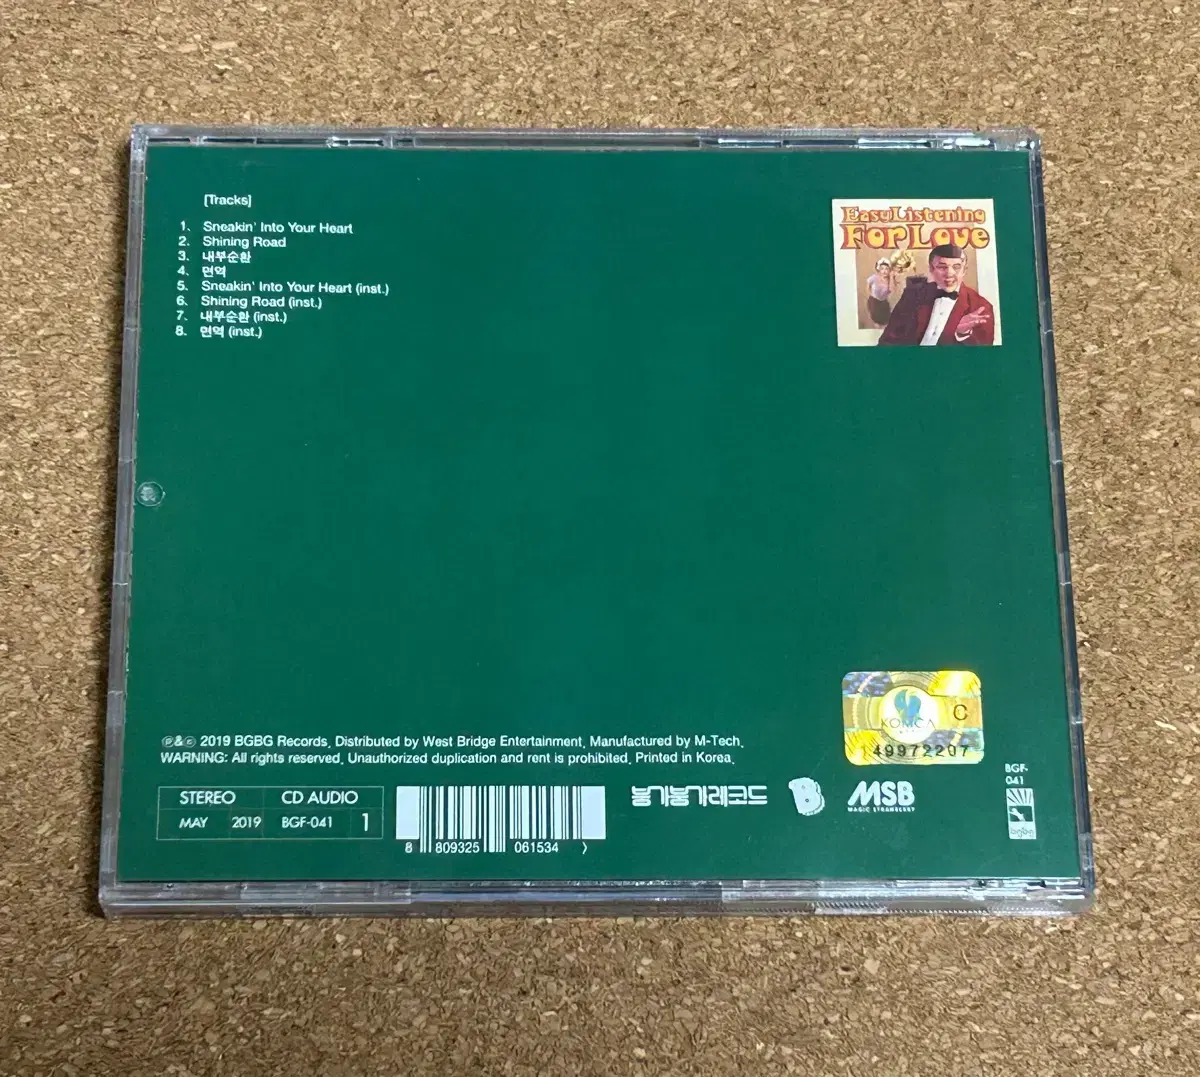 [Tracks]
1. Sneakin' Into Your Heart
2. Shining Road
3. 내부순환
4. 면역
5. Sneakin' Into Your Heart (inst.)
6. Shining Road (inst.)
7. 내부순환 (inst.)
8. 면역 (inst.)
Easy Listening
For Love
KOMCA
C
149972207
℗&© 2019 BGBG Records, Distributed by West Bridge Entertainment, Manufactured by M-Tech.
WARNING: All rights reserved. Unauthorized duplication and rent is prohibited. Printed in Korea.
STEREO CD AUDIO
MAY 2019 BGF-041 1
8 809325 061534 >
붕가붕가레코드
B
MSB
MAGIC STRAWBERRY
BGF-
041
bgbg